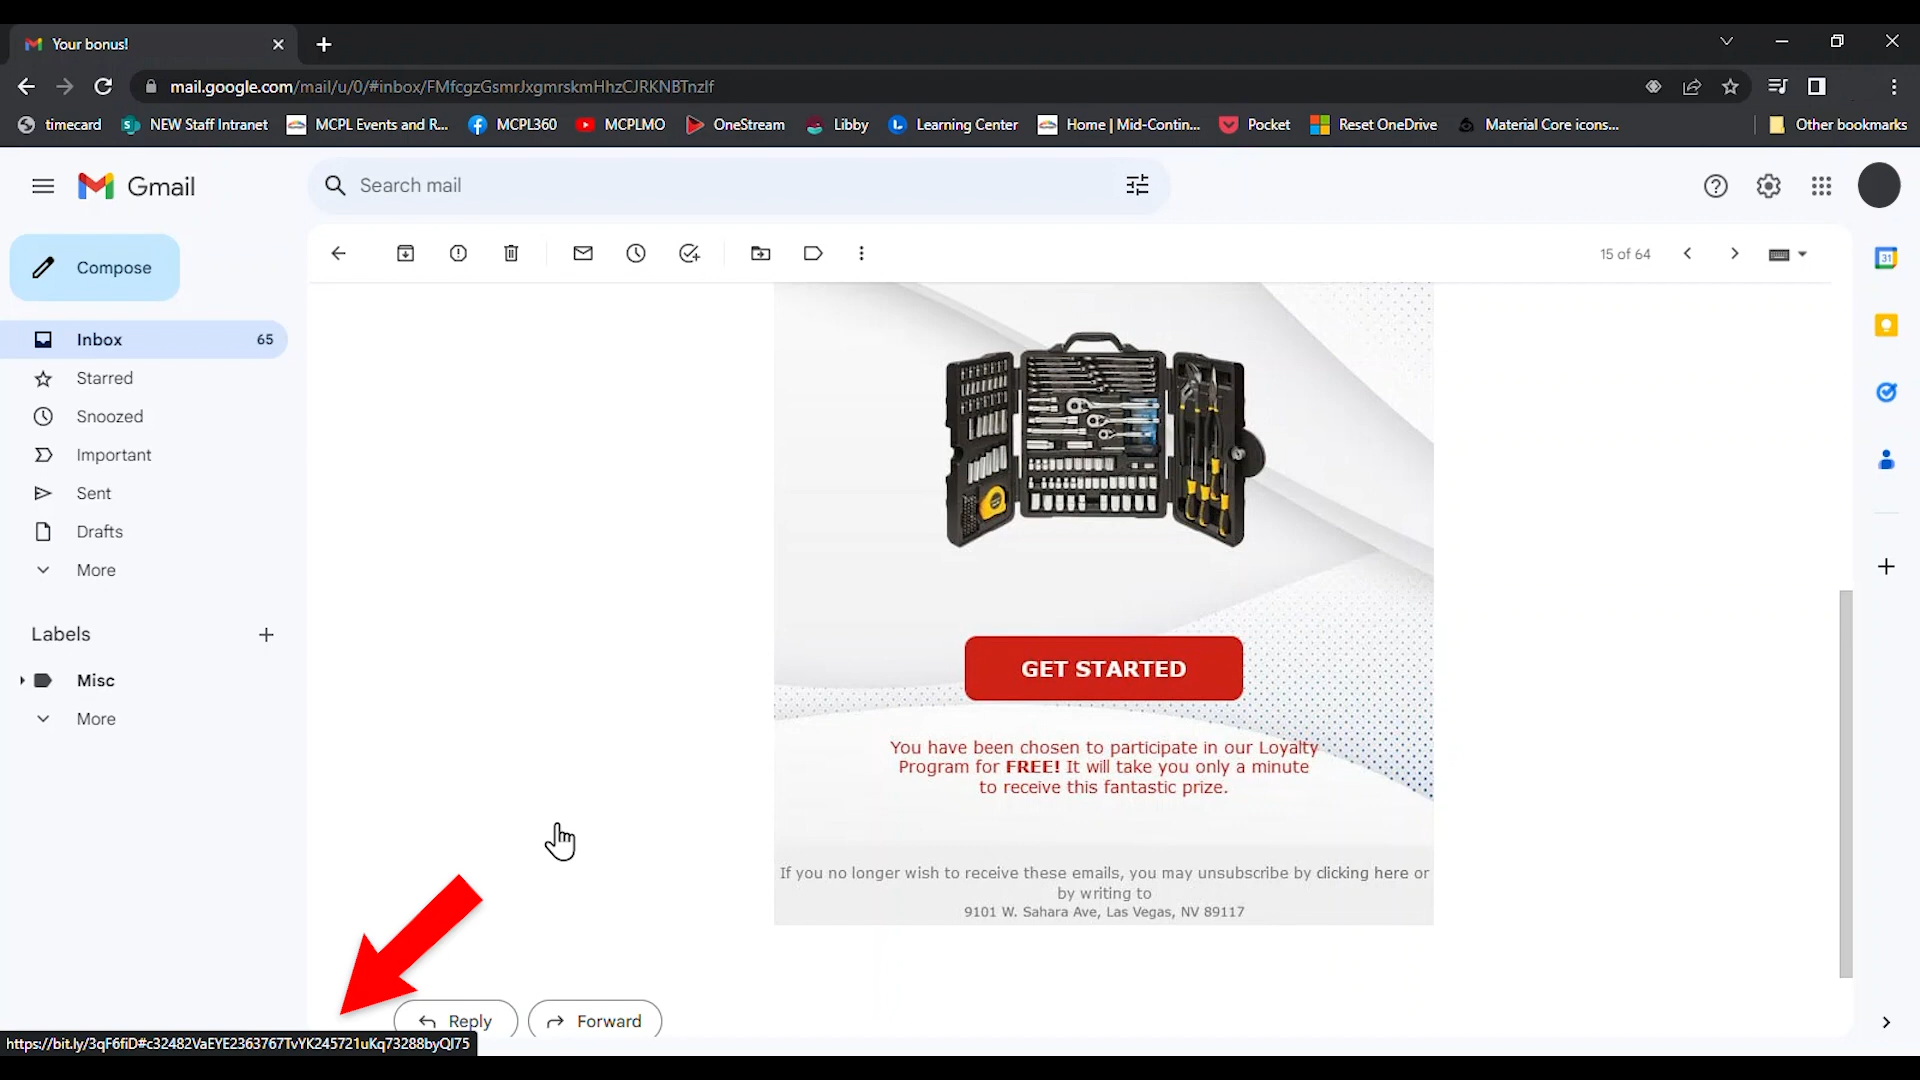 Your bonus!
mail.google.com/mail/u/0/#inbox/FMfcgzGsmrJxgmrskmHhzCJRKNBTnzlf
timecard NEW Staff Intranet MCPL Events and R... MCPL360 MCPLMO OneStream Libby Learning Center Home | Mid-Contin... Pocket Reset OneDrive Material Core icons... Other bookmarks
Gmail
Search mail
15 of 64
31
Compose
Inbox 65
Starred
Snoozed
Important
Sent
Drafts
More
Labels
Misc
More
GET STARTED
You have been chosen to participate in our Loyalty
Program for FREE! It will take you only a minute
to receive this fantastic prize.
If you no longer wish to receive these emails, you may unsubscribe by clicking here or
by writing to
9101 W. Sahara Ave, Las Vegas, NV 89117
Reply Forward
https://bit.ly/3qF6fiD#c32482VaEYE2363767TvYK245721uKq73288byQJ75